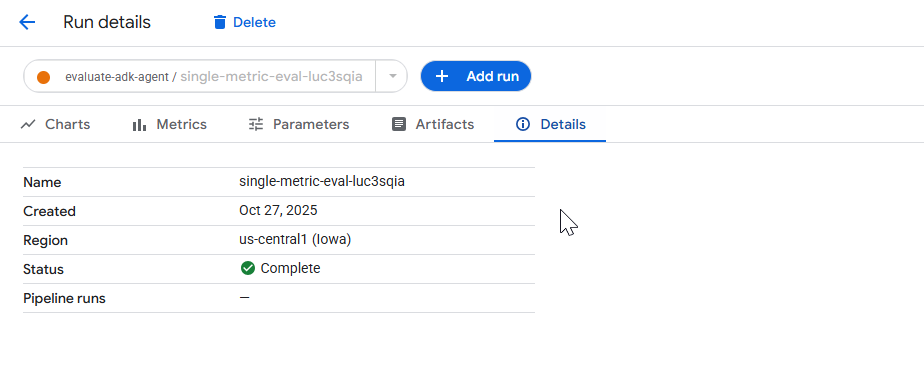 Run details Delete
evaluate-adk-agent / single-metric-eval-luc3sqia Add run
Charts Metrics Parameters Artifacts Details
Name single-metric-eval-luc3sqia
Created Oct 27, 2025
Region us-central1 (Iowa)
Status Complete
Pipeline runs —